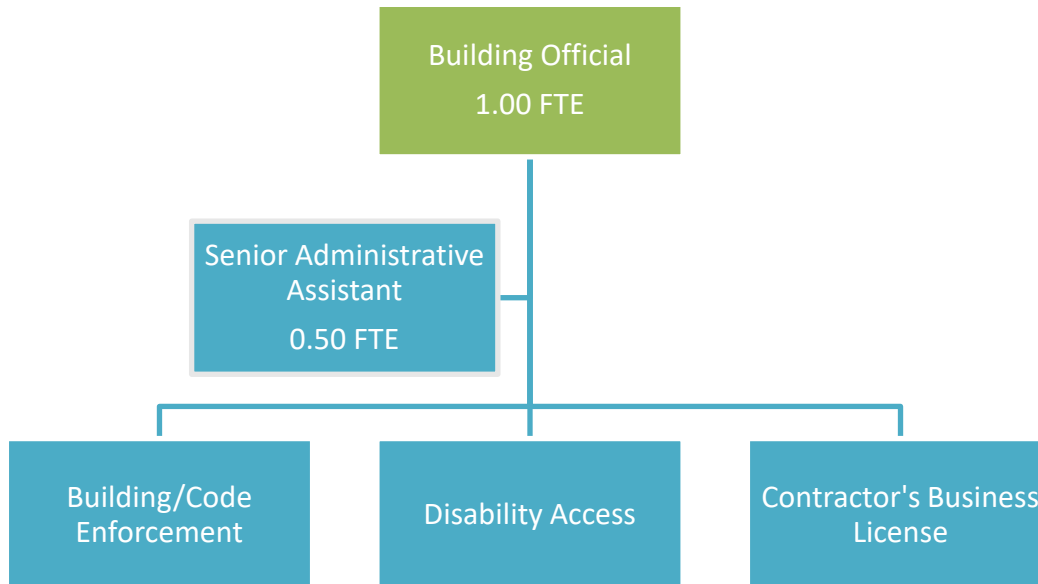 Building Official
1.00 FTE
Senior Administrative
Assistant
0.50 FTE
Building/Code
Enforcement
Disability Access
Contractor's Business
License